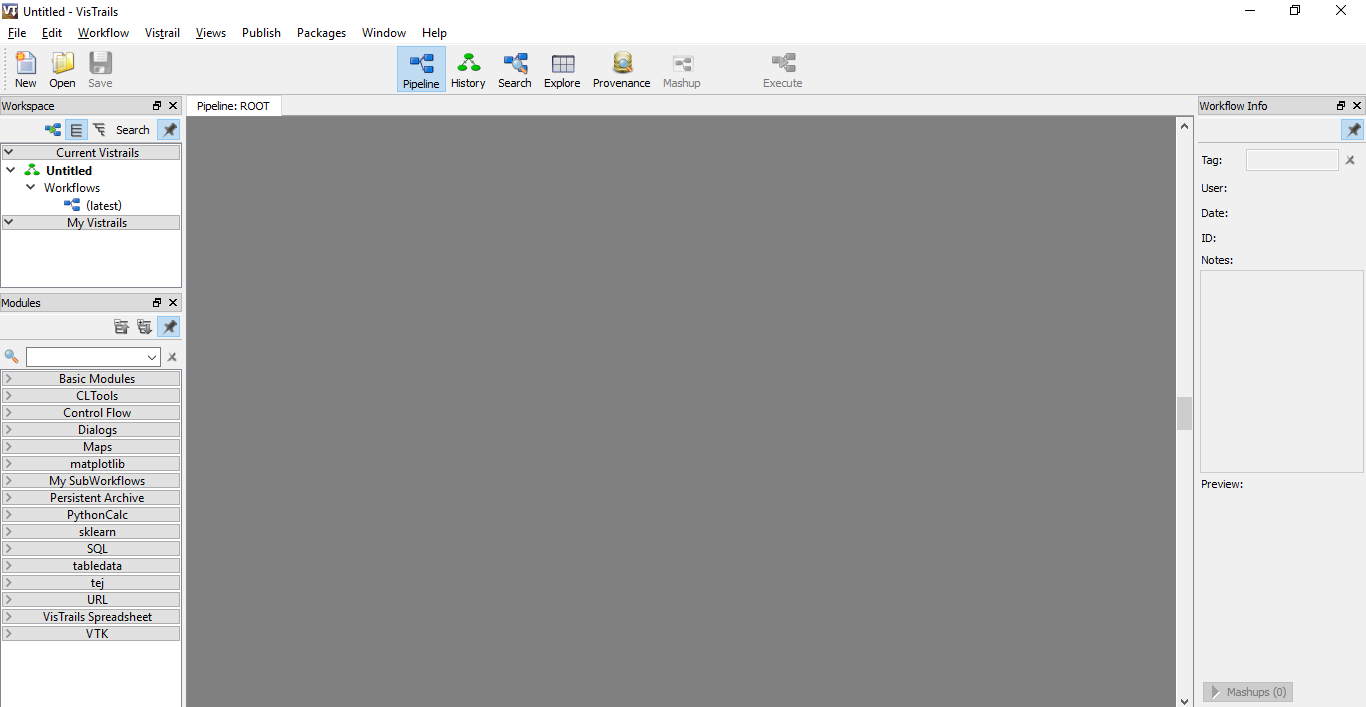 VT Untitled - VisTrails
File Edit Workflow Vistrail Views Publish Packages Window Help
New Open Save Pipeline History Search Explore Provenance Mashup Execute
Workspace
Search
Current Vistrails
Untitled
Workflows
(latest)
My Vistrails
Modules
Basic Modules
CLTools
Control Flow
Dialogs
Maps
matplotlib
My SubWorkflows
Persistent Archive
PythonCalc
sklearn
SQL
tabledata
tej
URL
VisTrails Spreadsheet
VTK
Pipeline: ROOT
Workflow Info
Tag:
User:
Date:
ID:
Notes:
Preview:
Mashups (0)